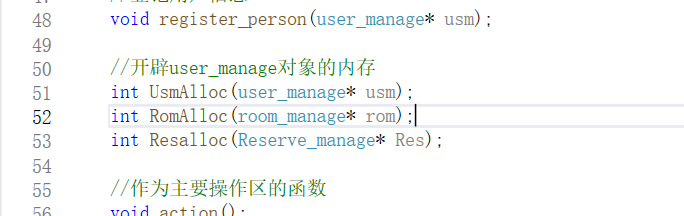 48 void register_person(user_manage* usm);
49
50 //开辟user_manage对象的内存
51 int UsmAlloc(user_manage* usm);
52 int RomAlloc(room_manage* rom);
53 int Resalloc(Reserve_manage* Res);
54
55 //作为主要操作区的函数
56 void action();